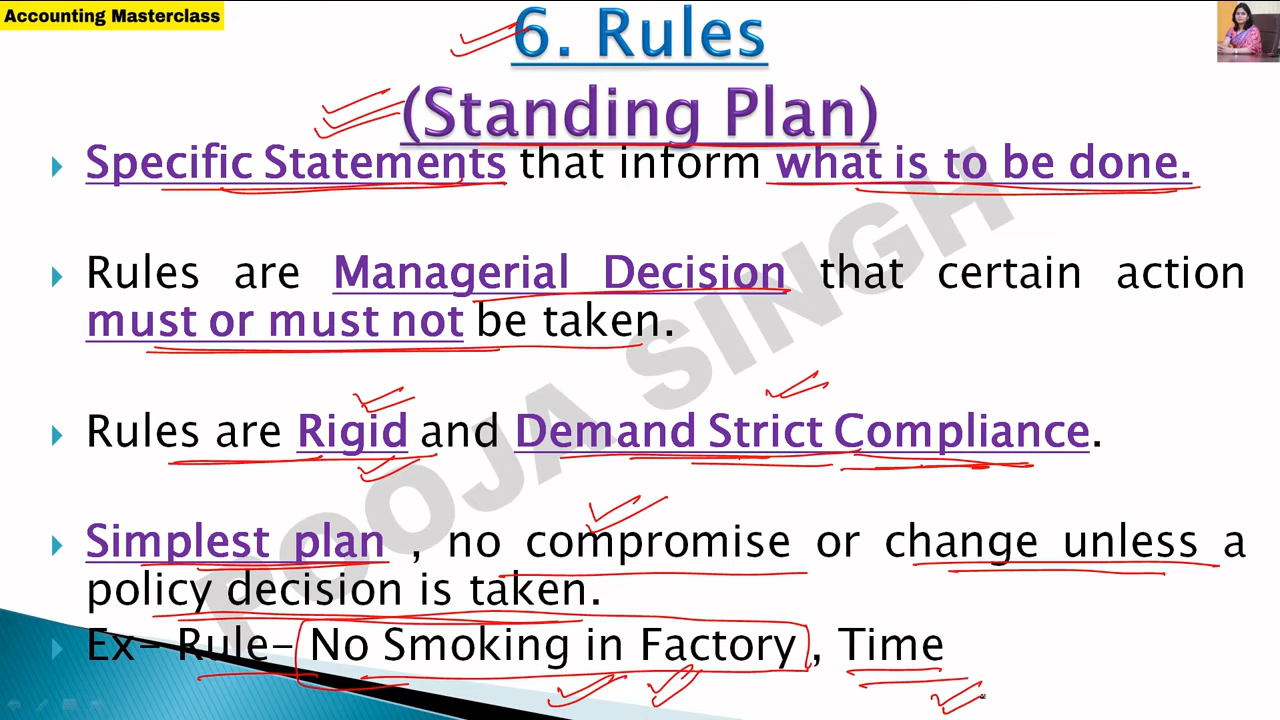 Accounting Masterclass
6. Rules
(Standing Plan)
Specific Statements that inform what is to be done.
Rules are Managerial Decision that certain action
must or must not be taken.
Rules are Rigid and Demand Strict Compliance.
Simplest plan , no compromise or change unless a
policy decision is taken.
Ex- Rule- No Smoking in Factory , Time
POOJA SINGH